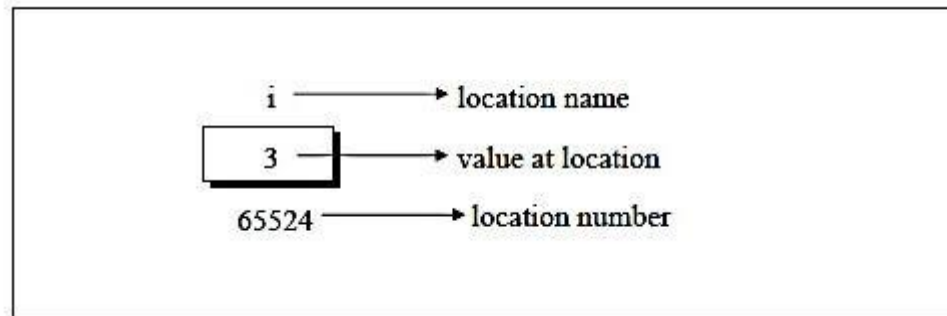 i location name
3 value at location
65524 location number